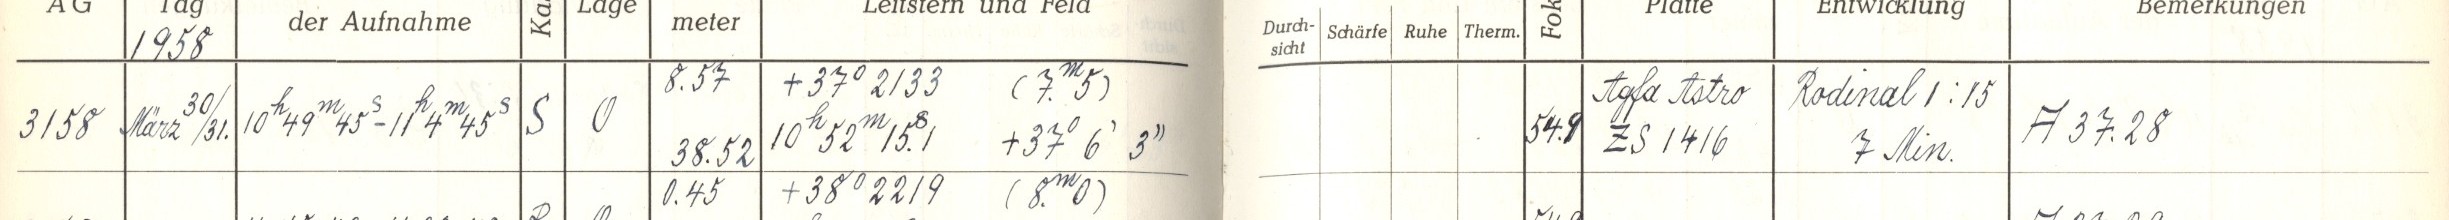 AG Tag der Aufnahme Lage meter Leitstern und Feld Durch-sicht Schärfe Ruhe Therm. Platte Entwicklung Bemerkungen
1958
8.57 +37° 2133 (7.ᵐ5) Agfa Astro Rodinal 1:15
3158 März 30/31. 10ʰ49ᵐ45ˢ-11ʰ4ᵐ45ˢ S O 54.9 A 37.28
38.52 10ʰ52ᵐ15.ˢ1 +37° 6' 3" ZS 1416 7 Min.
0.45 +38° 2219 (8.ᵐ0)